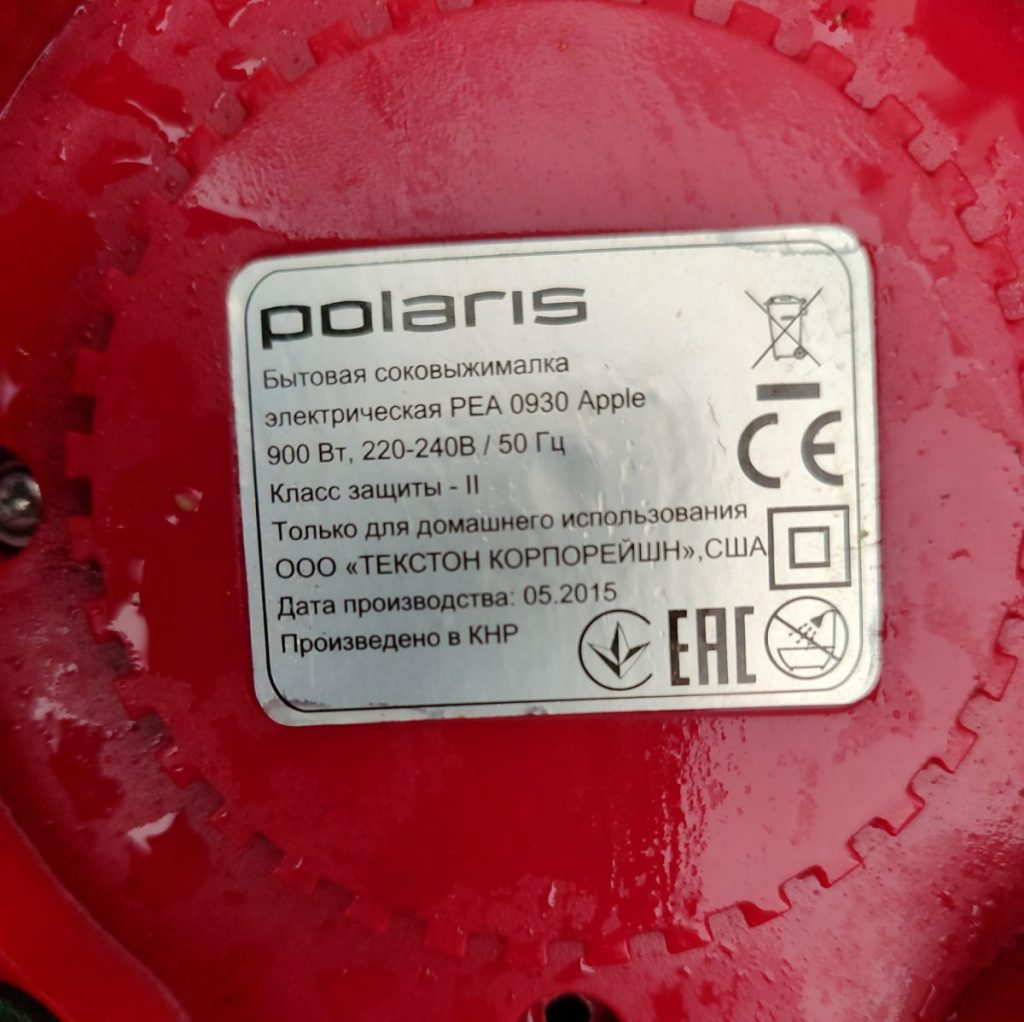 polaris
Бытовая соковыжималка
электрическая PEA 0930 Apple
900 Вт, 220-240В / 50 Гц
Класс защиты - II
Только для домашнего использования
ООО «ТЕКСТОН КОРПОРЕЙШН»,США
Дата производства: 05.2015
Произведено в КНР
CE
EAC